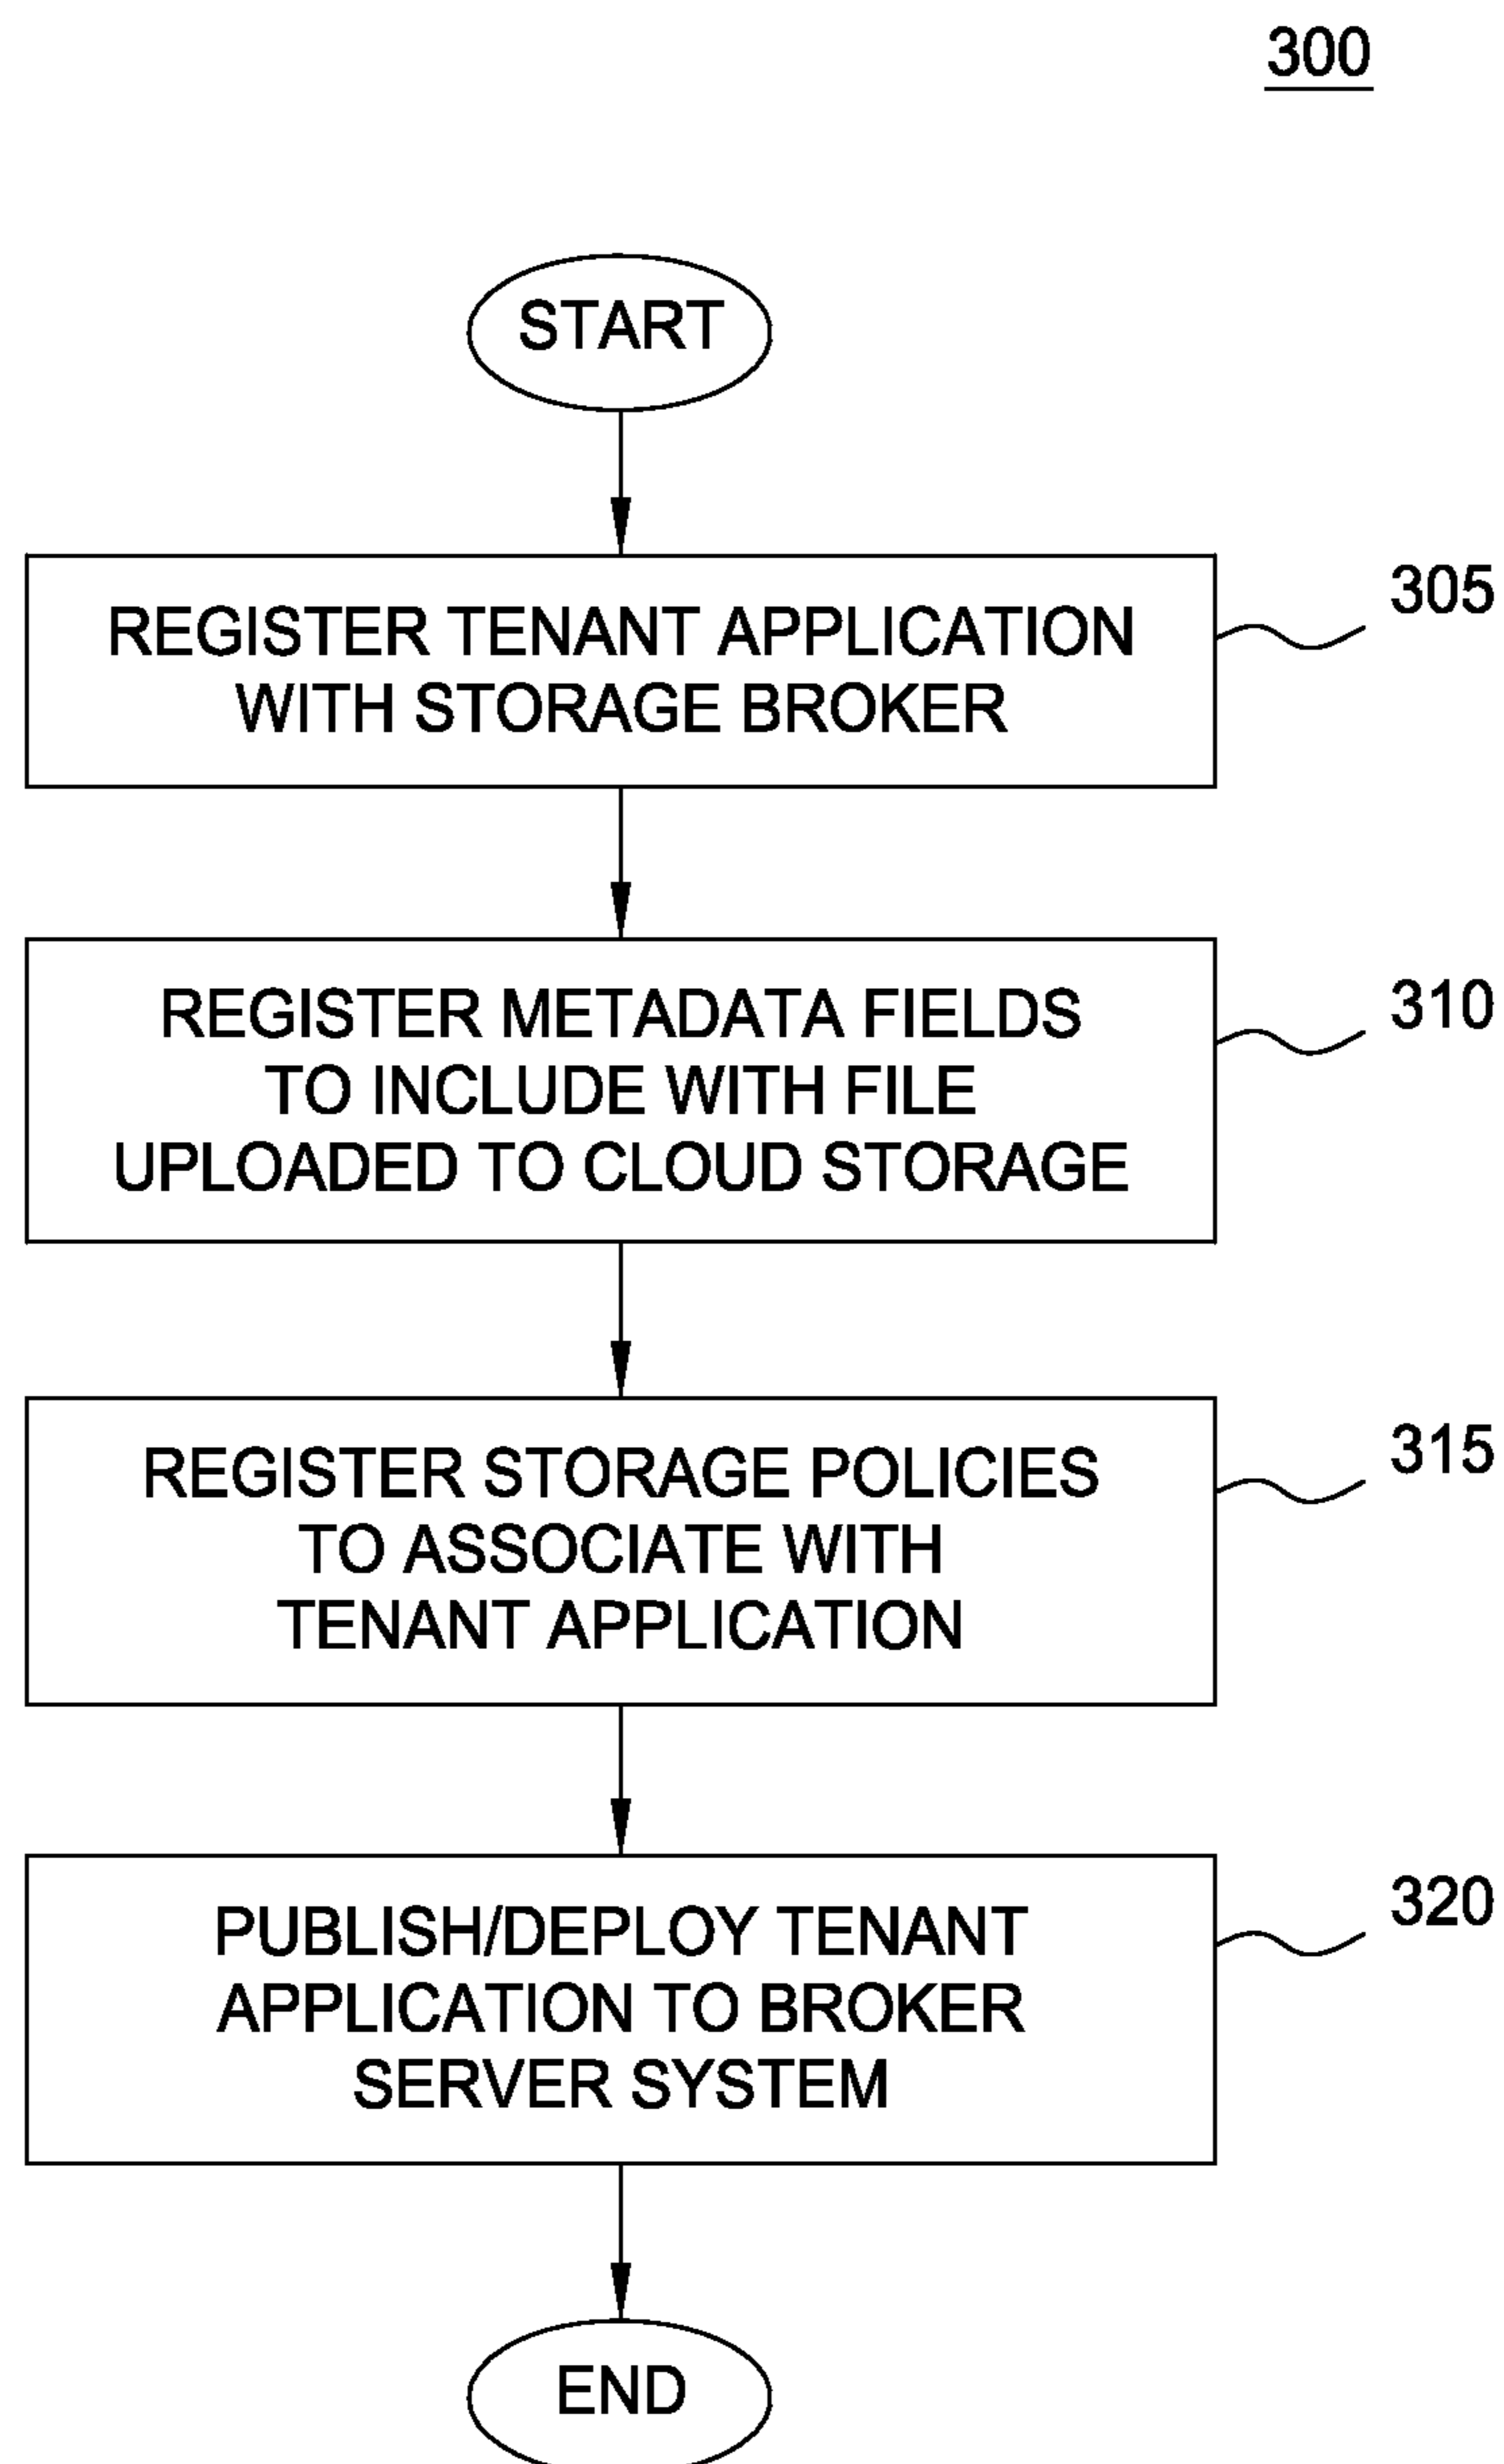 300
START
REGISTER TENANT APPLICATION
WITH STORAGE BROKER
305
REGISTER METADATA FIELDS
TO INCLUDE WITH FILE
UPLOADED TO CLOUD STORAGE
310
REGISTER STORAGE POLICIES
TO ASSOCIATE WITH
TENANT APPLICATION
315
PUBLISH/DEPLOY TENANT
APPLICATION TO BROKER
SERVER SYSTEM
320
END